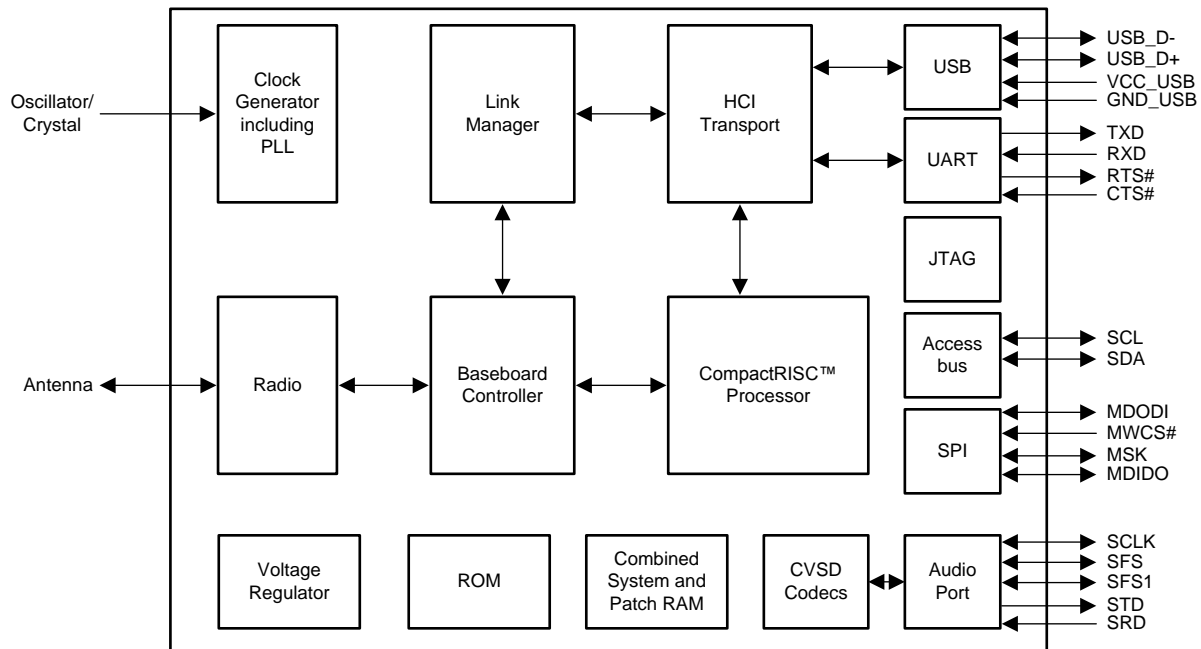 Oscillator/
Crystal
Clock
Generator
including
PLL
Link
Manager
HCI
Transport
USB
USB_D-
USB_D+
VCC_USB
GND_USB
UART
TXD
RXD
RTS#
CTS#
JTAG
Antenna
Radio
Baseboard
Controller
CompactRISC™
Processor
Access
bus
SCL
SDA
SPI
MDODI
MWCS#
MSK
MDIDO
Voltage
Regulator
ROM
Combined
System and
Patch RAM
CVSD
Codecs
Audio
Port
SCLK
SFS
SFS1
STD
SRD